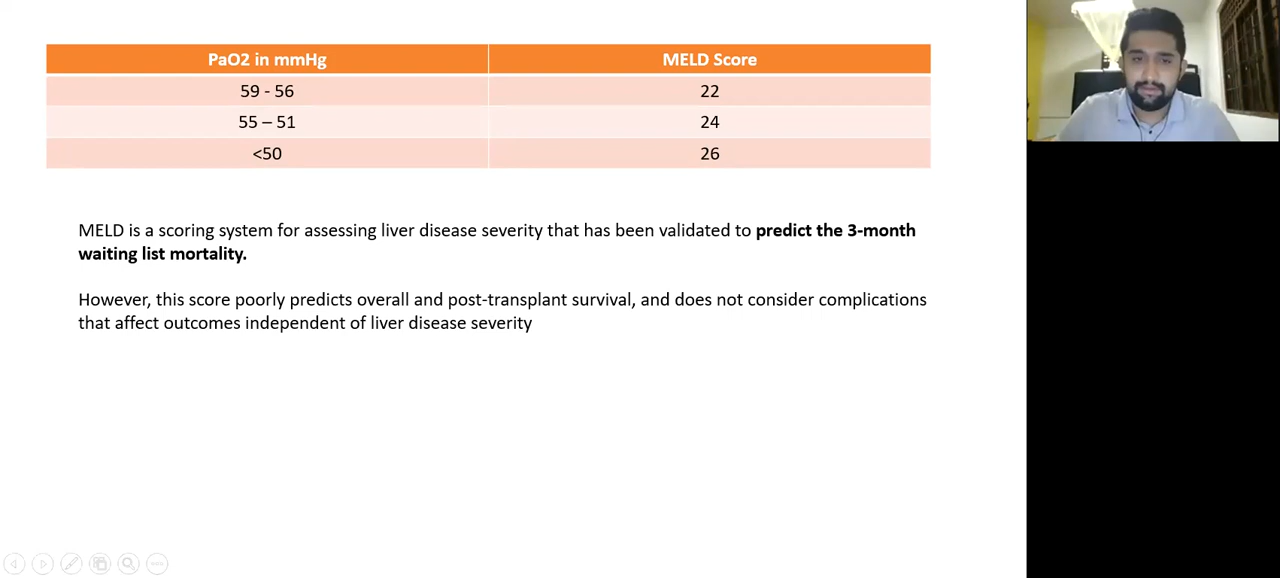 PaO2 in mmHg MELD Score
59 - 56 22
55 – 51 24
<50 26
MELD is a scoring system for assessing liver disease severity that has been validated to predict the 3-month
waiting list mortality.
However, this score poorly predicts overall and post-transplant survival, and does not consider complications
that affect outcomes independent of liver disease severity